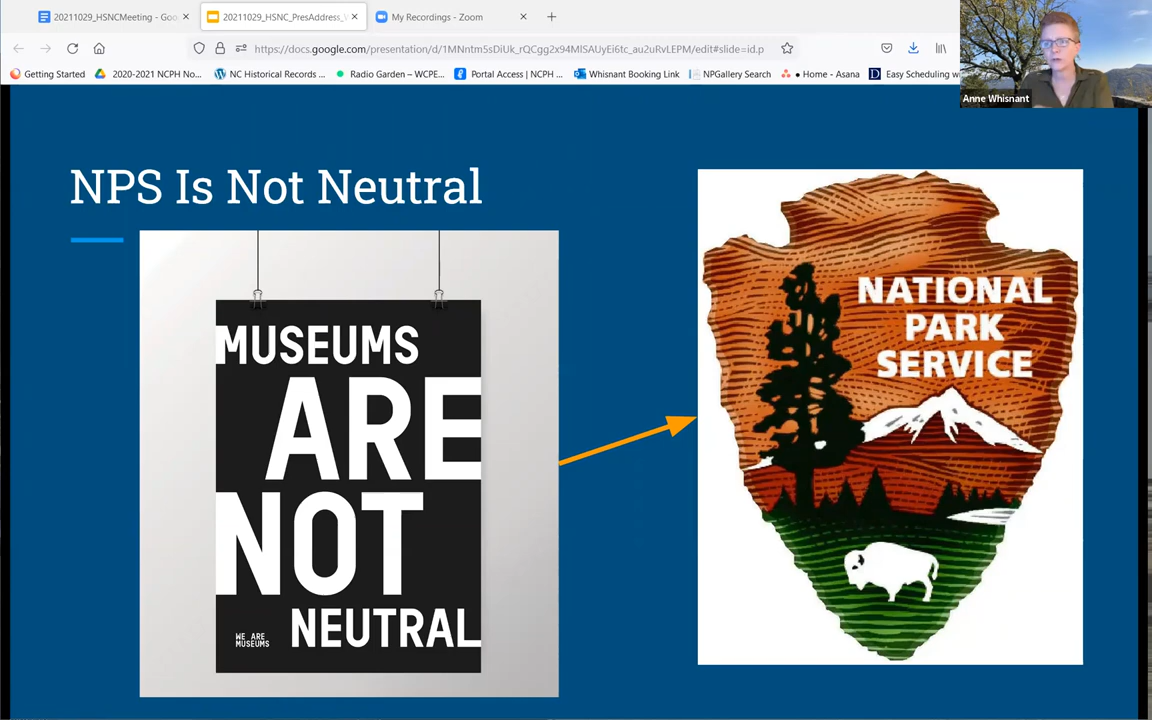 20211029_HSNCMeeting - Goo
20211029_HSNC_PresAddress_
My Recordings - Zoom
https://docs.google.com/presentation/d/1MNntm5sDiUk_rQCgg2x94MISAUyEi6tc_au2uRvLEPM/edit#slide=id.p
Getting Started
2020-2021 NCPH No...
NC Historical Records ...
Radio Garden – WCPE...
Portal Access | NCPH ...
Whisnant Booking Link
NPGallery Search
• Home - Asana
Easy Scheduling w
Anne Whisnant
NPS Is Not Neutral
MUSEUMS
ARE
NOT
NEUTRAL
WE ARE
MUSEUMS
NATIONAL
PARK
SERVICE